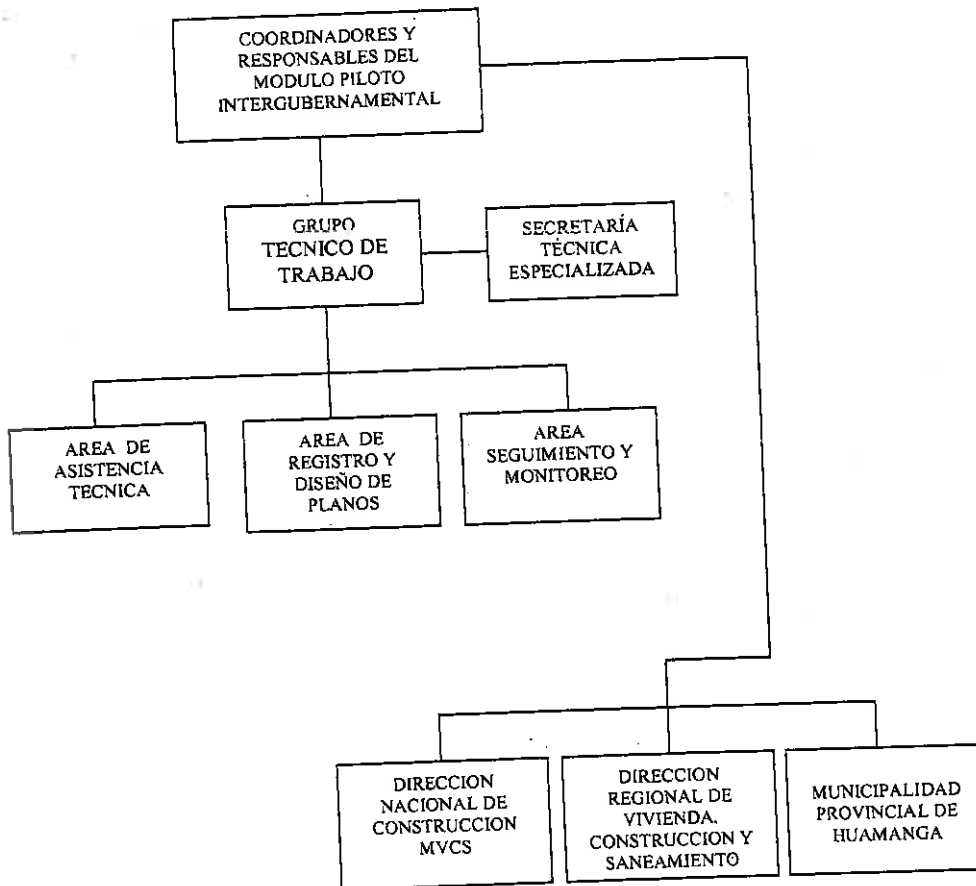 COORDINADORES Y
RESPONSABLES DEL
MODULO PILOTO
INTERGUBERNAMENTAL
GRUPO
TECNICO DE
TRABAJO
SECRETARÍA
TÉCNICA
ESPECIALIZADA
AREA DE
ASISTENCIA
TECNICA
AREA DE
REGISTRO Y
DISEÑO DE
PLANOS
AREA
SEGUIMIENTO Y
MONITOREO
DIRECCION
NACIONAL DE
CONSTRUCCION
MVCS
DIRECCION
REGIONAL DE
VIVIENDA,
CONSTRUCCION Y
SANEAMIENTO
MUNICIPALIDAD
PROVINCIAL DE
HUAMANGA